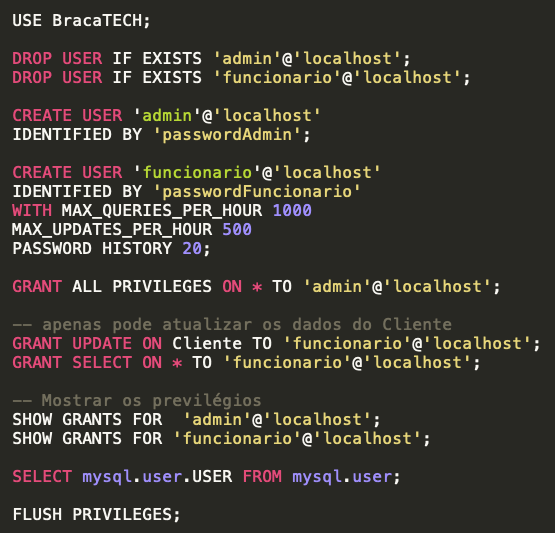 USE BracaTECH;
DROP USER IF EXISTS 'admin'@'localhost';
DROP USER IF EXISTS 'funcionario'@'localhost';
CREATE USER 'admin'@'localhost'
IDENTIFIED BY 'passwordAdmin';
CREATE USER 'funcionario'@'localhost'
IDENTIFIED BY 'passwordFuncionario'
WITH MAX_QUERIES_PER_HOUR 1000
MAX_UPDATES_PER_HOUR 500
PASSWORD HISTORY 20;
GRANT ALL PRIVILEGES ON * TO 'admin'@'localhost';
-- apenas pode atualizar os dados do Cliente
GRANT UPDATE ON Cliente TO 'funcionario'@'localhost';
GRANT SELECT ON * TO 'funcionario'@'localhost';
-- Mostrar os previlégios
SHOW GRANTS FOR  'admin'@'localhost';
SHOW GRANTS FOR 'funcionario'@'localhost';
SELECT mysql.user.USER FROM mysql.user;
FLUSH PRIVILEGES;